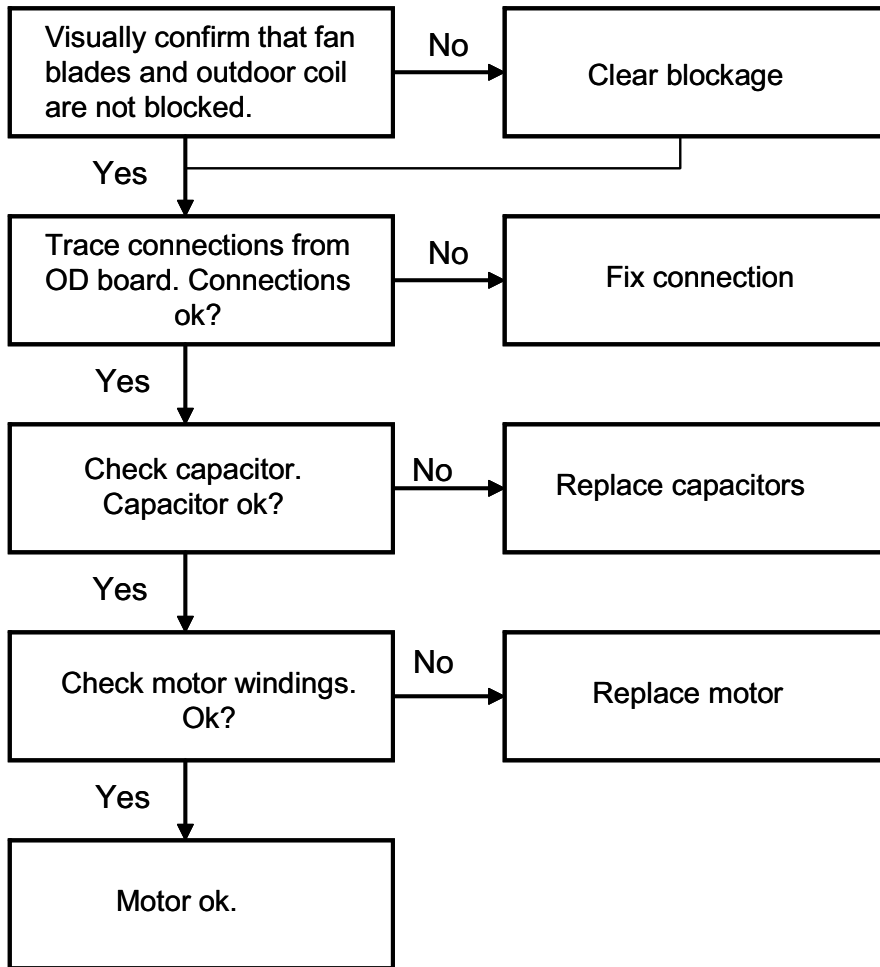 Visually confirm that fan
blades and outdoor coil
are not blocked.
No
Clear blockage
Yes
Trace connections from
OD board. Connections
ok?
No
Fix connection
Yes
Check capacitor.
Capacitor ok?
No
Replace capacitors
Yes
Check motor windings.
Ok?
No
Replace motor
Yes
Motor ok.